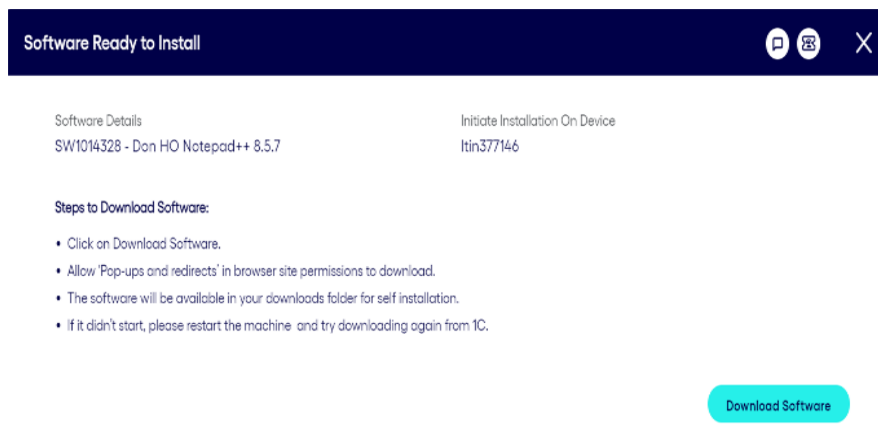 Software Ready to Install
Software Details
Initiate Installation On Device
SW1014328 - Don HO Notepad++ 8.5.7
ltin377146
Steps to Download Software:
• Click on Download Software.
• Allow 'Pop-ups and redirects' in browser site permissions to download.
• The software will be available in your downloads folder for self installation.
• If it didn't start, please restart the machine and try downloading again from 1C.
Download Software